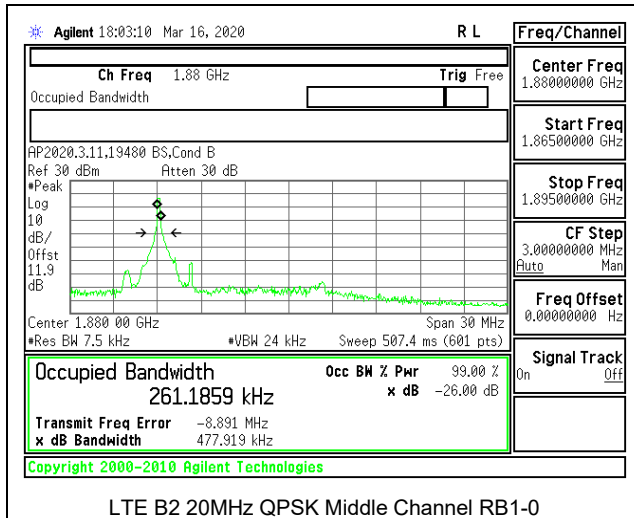 Agilent 18:03:10 Mar 16, 2020 R L
Ch Freq 1.88 GHz Trig Free
Occupied Bandwidth
AP2020.3.11,19480 BS,Cond B
Ref 30 dBm Atten 30 dB
#Peak
Log
10
dB/
Offst
11.9
dB
Center 1.880 00 GHz Span 30 MHz
#Res BW 7.5 kHz #VBW 24 kHz Sweep 507.4 ms (601 pts)
Occupied Bandwidth Occ BW % Pwr 99.00 %
261.1859 kHz x dB -26.00 dB
Transmit Freq Error -8.891 MHz
x dB Bandwidth 477.919 kHz
Copyright 2000-2010 Agilent Technologies
Freq/Channel
Center Freq
1.88000000 GHz
Start Freq
1.86500000 GHz
Stop Freq
1.89500000 GHz
CF Step
3.00000000 MHz
Auto Man
Freq Offset
0.00000000 Hz
Signal Track
On Off
LTE B2 20MHz QPSK Middle Channel RB1-0